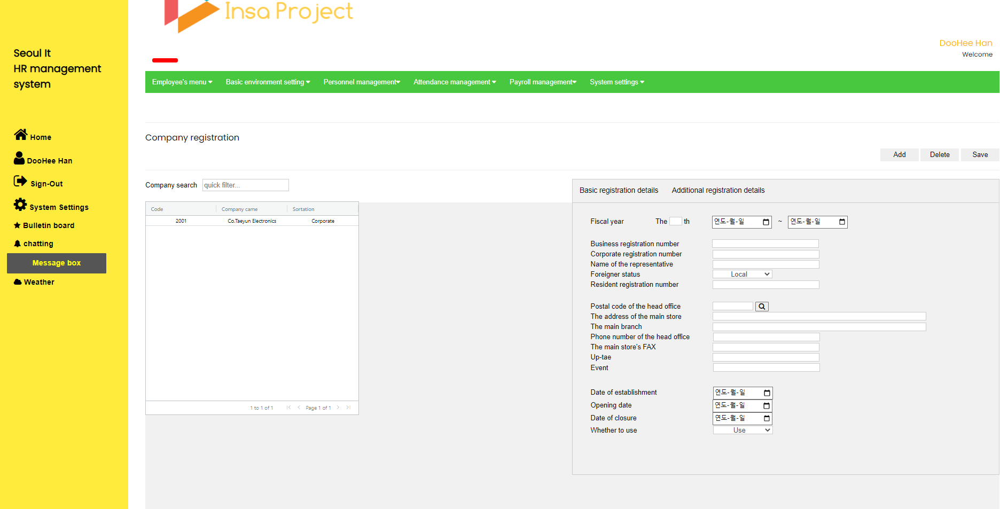 Insa Project
DooHee Han
Welcome
Seoul It
HR management
system
Employee's menu
Basic environment setting
Personnel management
Attendance management
Payroll management
System settings
Home
DooHee Han
Sign-Out
System Settings
Bulletin board
chatting
Message box
Weather
Company registration
Add
Delete
Save
Company search
quick filter...
Code
Company came
Sortation
2001
Co.Taeyun Electronics
Corporate
1 to 1 of 1
Page 1 of 1
Basic registration details
Additional registration details
Fiscal year
The
th
연도-월-일
~
연도-월-일
Business registration number
Corporate registration number
Name of the representative
Foreigner status
Local
Resident registration number
Postal code of the head office
The address of the main store
The main branch
Phone number of the head office
The main store's FAX
Up-tae
Event
Date of establishment
연도-월-일
Opening date
연도-월-일
Date of closure
연도-월-일
Whether to use
Use